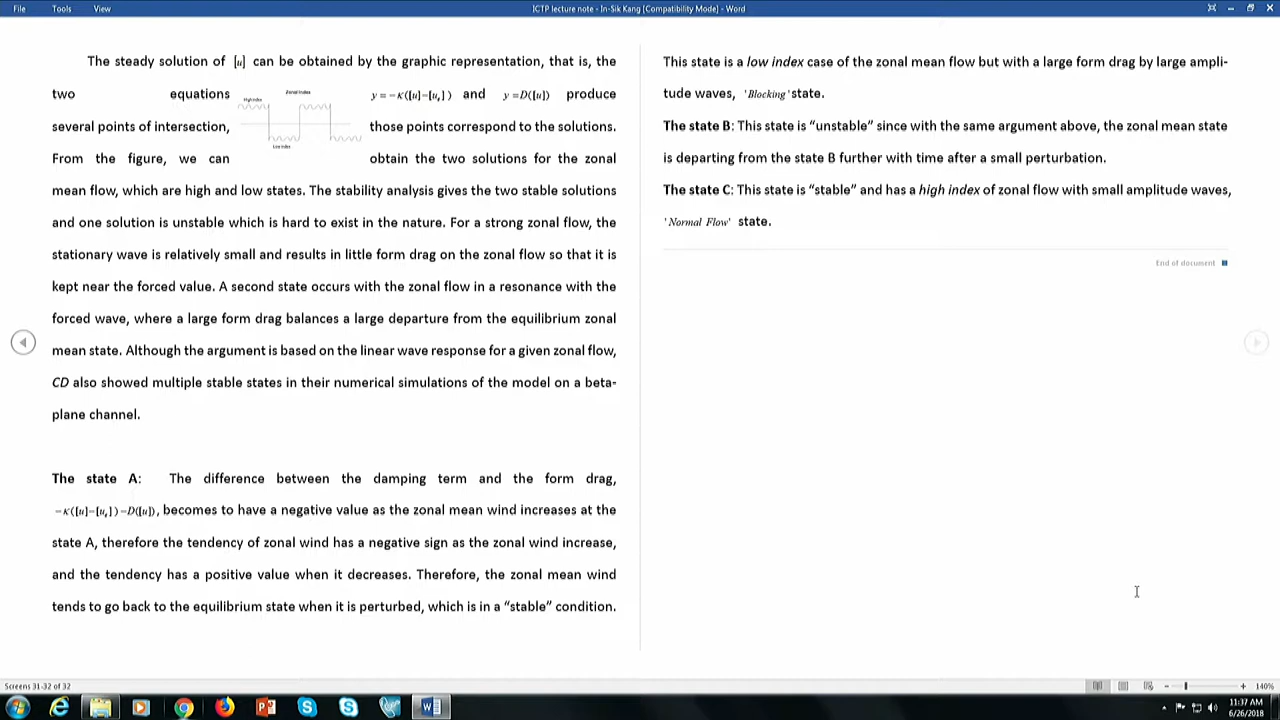 File Tools View
ICTP lecture note - In-Sik Kang [Compatibility Mode] - Word
The steady solution of [u] can be obtained by the graphic representation, that is, the
two equations y = -κ([u]-[uₑ]) and y = D([u]) produce
High Index
Zonal Index
Low Index
several points of intersection, those points correspond to the solutions.
From the figure, we can obtain the two solutions for the zonal
mean flow, which are high and low states. The stability analysis gives the two stable solutions
and one solution is unstable which is hard to exist in the nature. For a strong zonal flow, the
stationary wave is relatively small and results in little form drag on the zonal flow so that it is
kept near the forced value. A second state occurs with the zonal flow in a resonance with the
forced wave, where a large form drag balances a large departure from the equilibrium zonal
mean state. Although the argument is based on the linear wave response for a given zonal flow,
CD also showed multiple stable states in their numerical simulations of the model on a beta-
plane channel.
The state A: The difference between the damping term and the form drag,
-κ([u]-[uₑ])-D([u]), becomes to have a negative value as the zonal mean wind increases at the
state A, therefore the tendency of zonal wind has a negative sign as the zonal wind increase,
and the tendency has a positive value when it decreases. Therefore, the zonal mean wind
tends to go back to the equilibrium state when it is perturbed, which is in a “stable” condition.
This state is a low index case of the zonal mean flow but with a large form drag by large ampli-
tude waves, 'Blocking' state.
The state B: This state is “unstable” since with the same argument above, the zonal mean state
is departing from the state B further with time after a small perturbation.
The state C: This state is “stable” and has a high index of zonal flow with small amplitude waves,
'Normal Flow' state.
End of document
Screens 31-32 of 32
140%
11:37 AM
6/26/2018